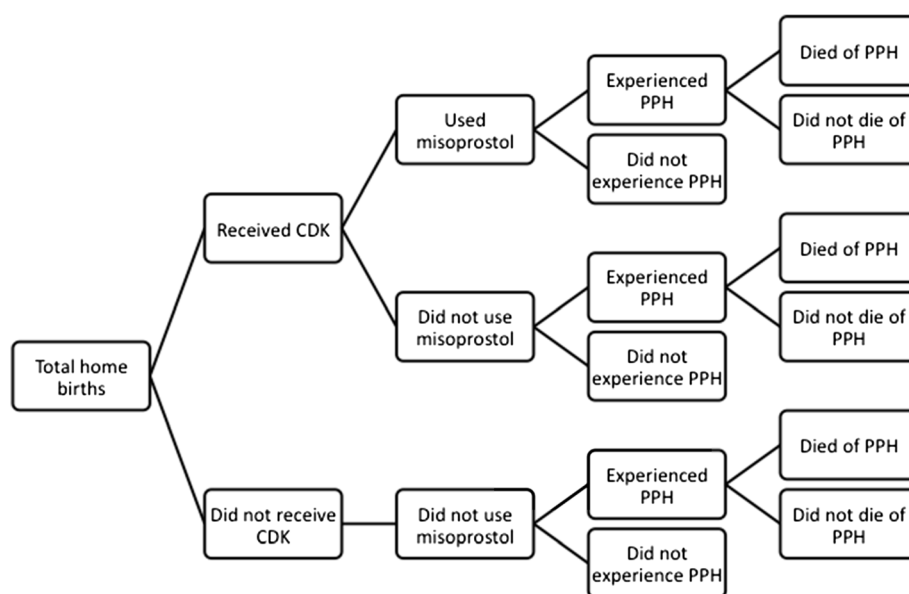 Died of PPH
Experienced
PPH
Used
misoprostol
Did not die of
PPH
Did not
experience PPH
Received CDK
Died of PPH
Experienced
PPH
Did not use
misoprostol
Did not die of
PPH
Did not
experience PPH
Total home
births
Died of PPH
Experienced
PPH
Did not receive
CDK
Did not use
misoprostol
Did not die of
PPH
Did not
experience PPH